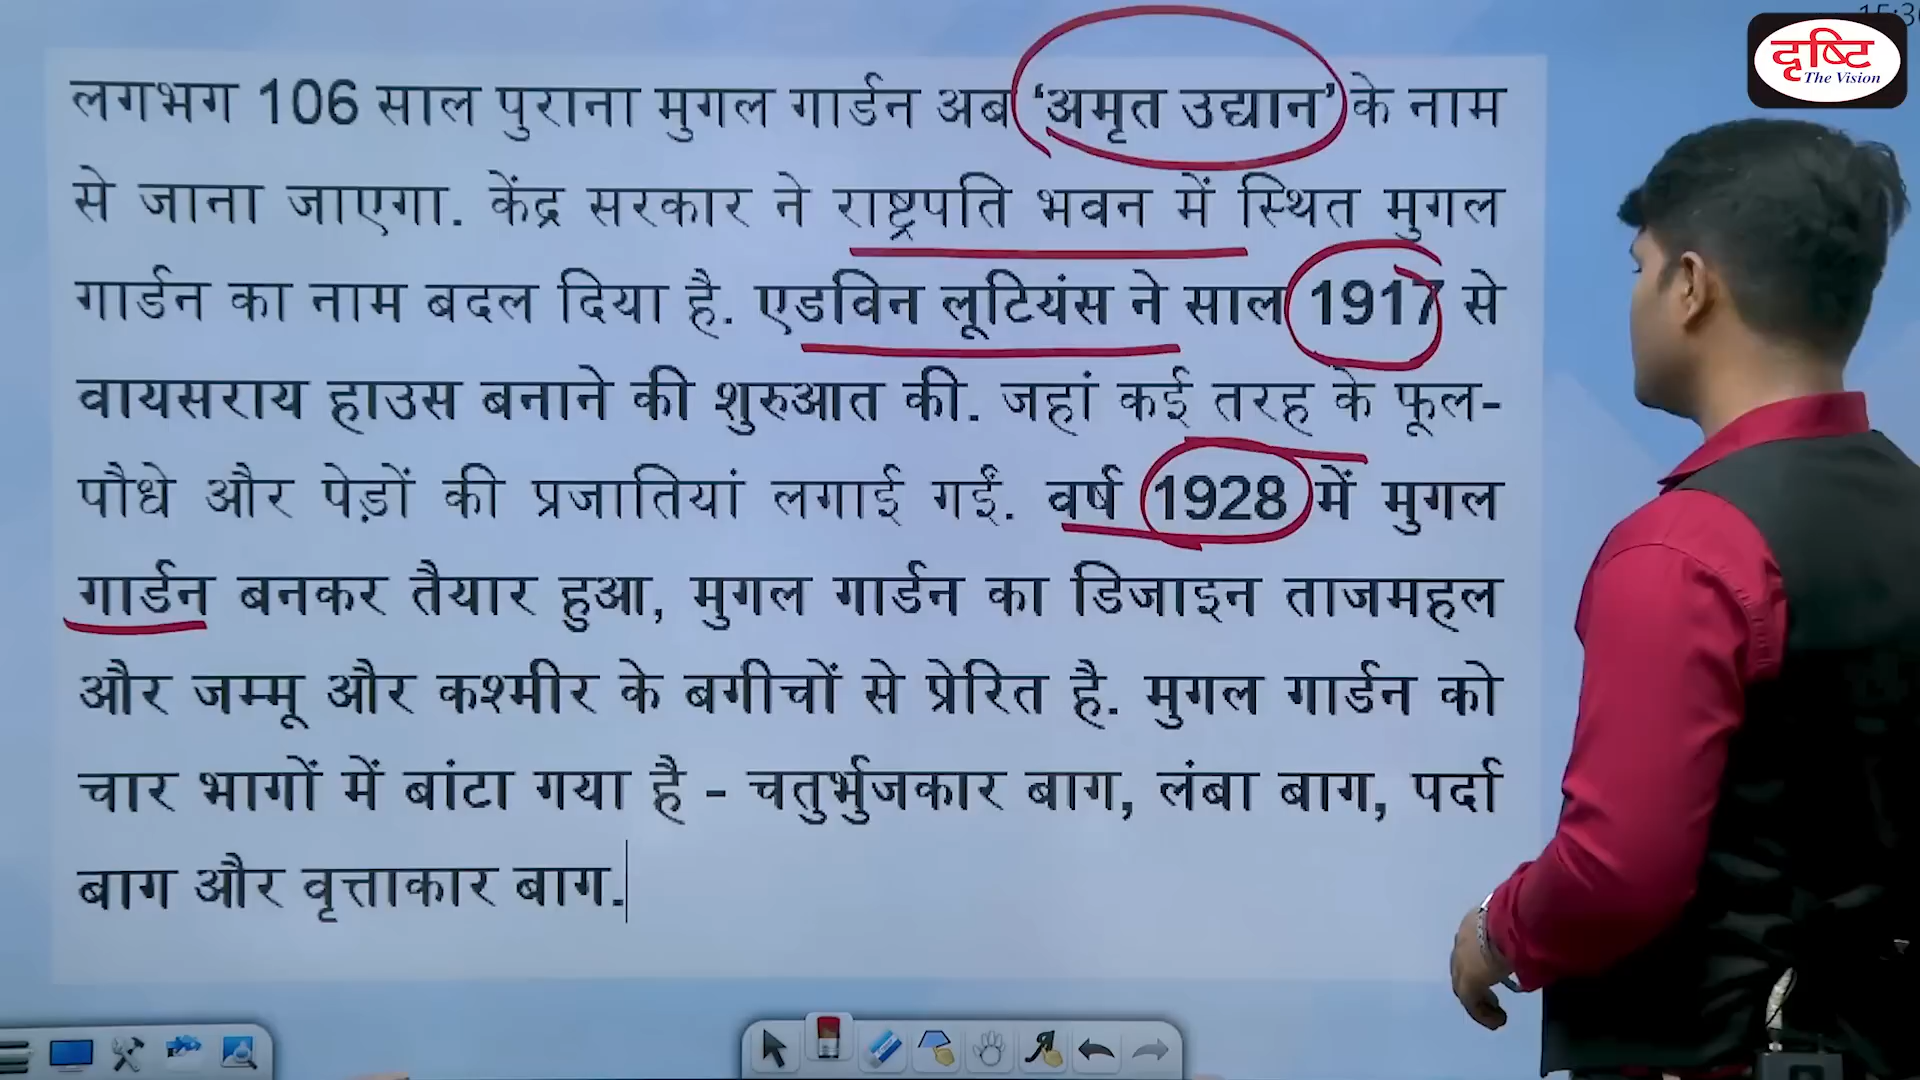 15:3
दृष्टि
The Vision
लगभग 106 साल पुराना मुगल गार्डन अब ‘अमृत उद्यान’ के नाम
से जाना जाएगा. केंद्र सरकार ने राष्ट्रपति भवन में स्थित मुगल
गार्डन का नाम बदल दिया है. एडविन लूटियंस ने साल 1917 से
वायसराय हाउस बनाने की शुरुआत की. जहां कई तरह के फूल-
पौधे और पेड़ों की प्रजातियां लगाई गईं. वर्ष 1928 में मुगल
गार्डन बनकर तैयार हुआ, मुगल गार्डन का डिजाइन ताजमहल
और जम्मू और कश्मीर के बगीचों से प्रेरित है. मुगल गार्डन को
चार भागों में बांटा गया है - चतुर्भुजकार बाग, लंबा बाग, पर्दा
बाग और वृत्ताकार बाग.